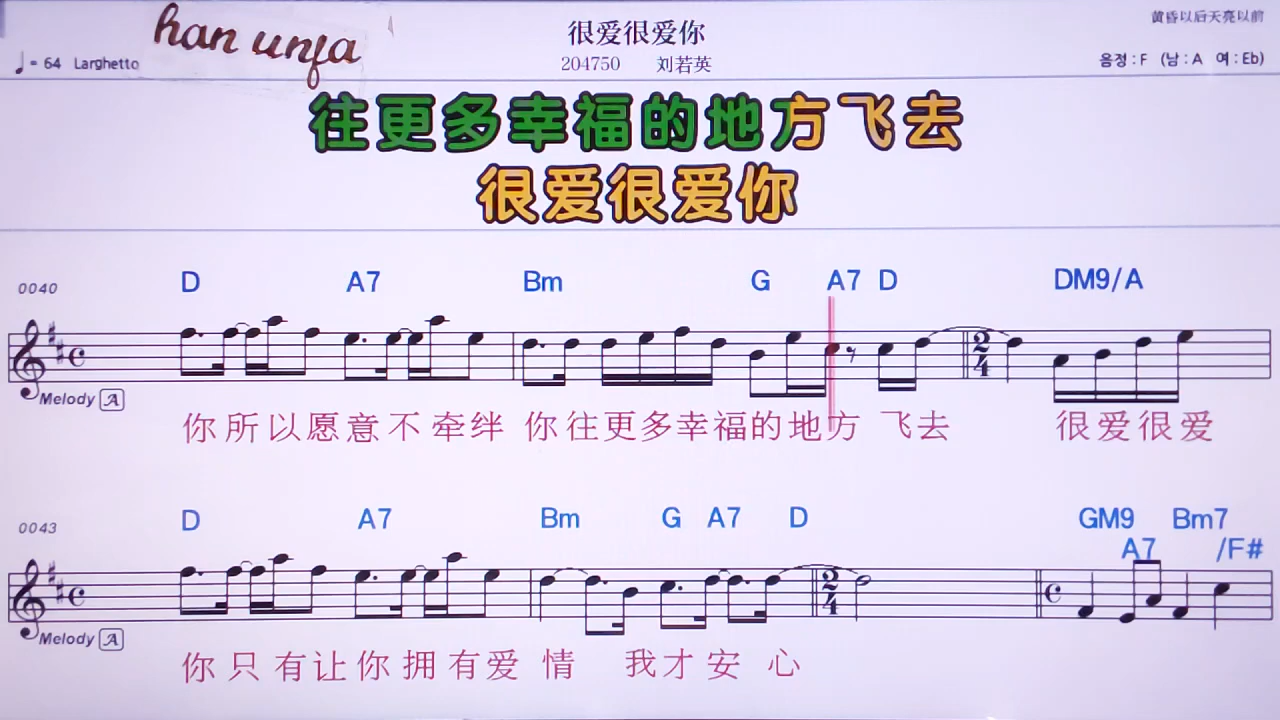 han unja
很爱很爱你
黄昏以后天亮以前
♩= 64 Larghetto
204750 刘若英
음정 : F (남 : A 여 : Eb)
往更多幸福的地方飞去
很爱很爱你
0040 D A7 Bm G A7 D DM9/A
2/4
Melody A
你所以愿意不牵绊 你往更多幸福的地方 飞去 很爱很爱
0043 D A7 Bm G A7 D GM9 Bm7
A7 /F#
2/4
Melody A
你只有让你拥有爱 情 我才安 心